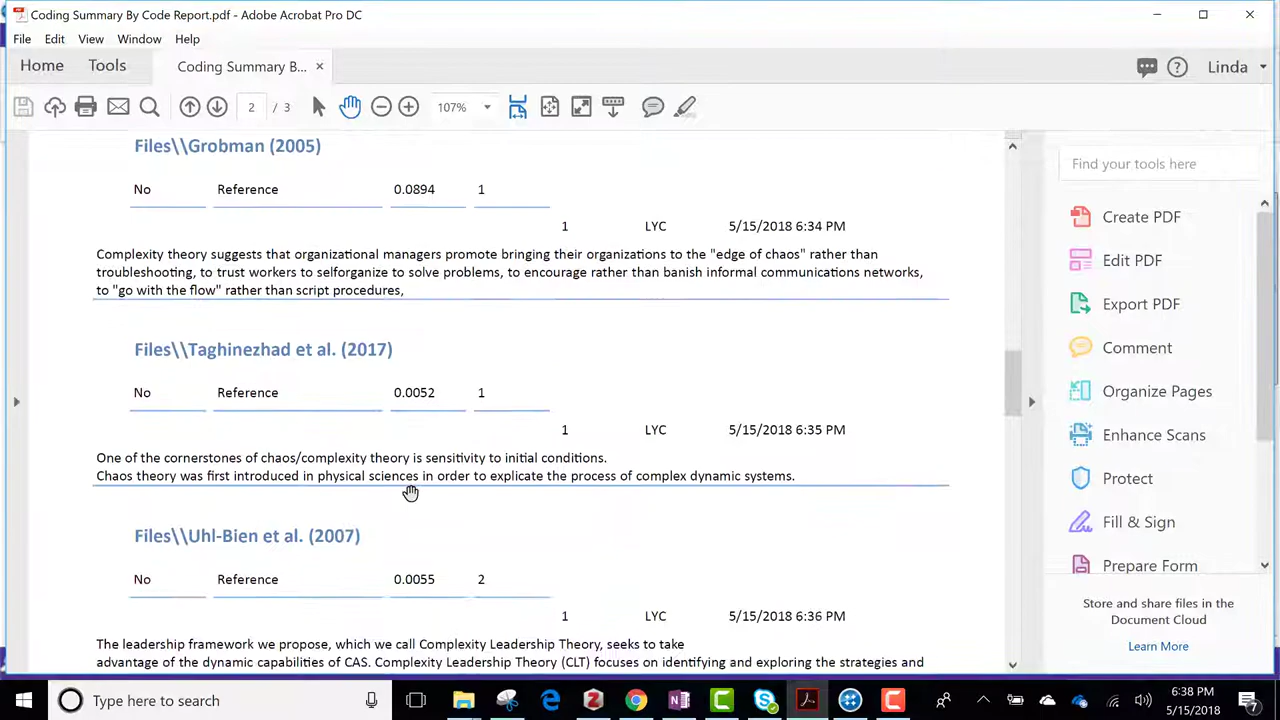 Coding Summary By Code Report.pdf - Adobe Acrobat Pro DC
File Edit View Window Help
Home Tools Coding Summary B... ×
Linda
2 / 3 107%
Files\\Grobman (2005)
No Reference 0.0894 1
1 LYC 5/15/2018 6:34 PM
Complexity theory suggests that organizational managers promote bringing their organizations to the "edge of chaos" rather than
troubleshooting, to trust workers to selforganize to solve problems, to encourage rather than banish informal communications networks,
to "go with the flow" rather than script procedures,
Files\\Taghinezhad et al. (2017)
No Reference 0.0052 1
1 LYC 5/15/2018 6:35 PM
One of the cornerstones of chaos/complexity theory is sensitivity to initial conditions.
Chaos theory was first introduced in physical sciences in order to explicate the process of complex dynamic systems.
Files\\Uhl-Bien et al. (2007)
No Reference 0.0055 2
1 LYC 5/15/2018 6:36 PM
The leadership framework we propose, which we call Complexity Leadership Theory, seeks to take
advantage of the dynamic capabilities of CAS. Complexity Leadership Theory (CLT) focuses on identifying and exploring the strategies and
Find your tools here
Create PDF
Edit PDF
Export PDF
Comment
Organize Pages
Enhance Scans
Protect
Fill & Sign
Prepare Form
Store and share files in the
Document Cloud
Learn More
Type here to search
6:38 PM
5/15/2018
7